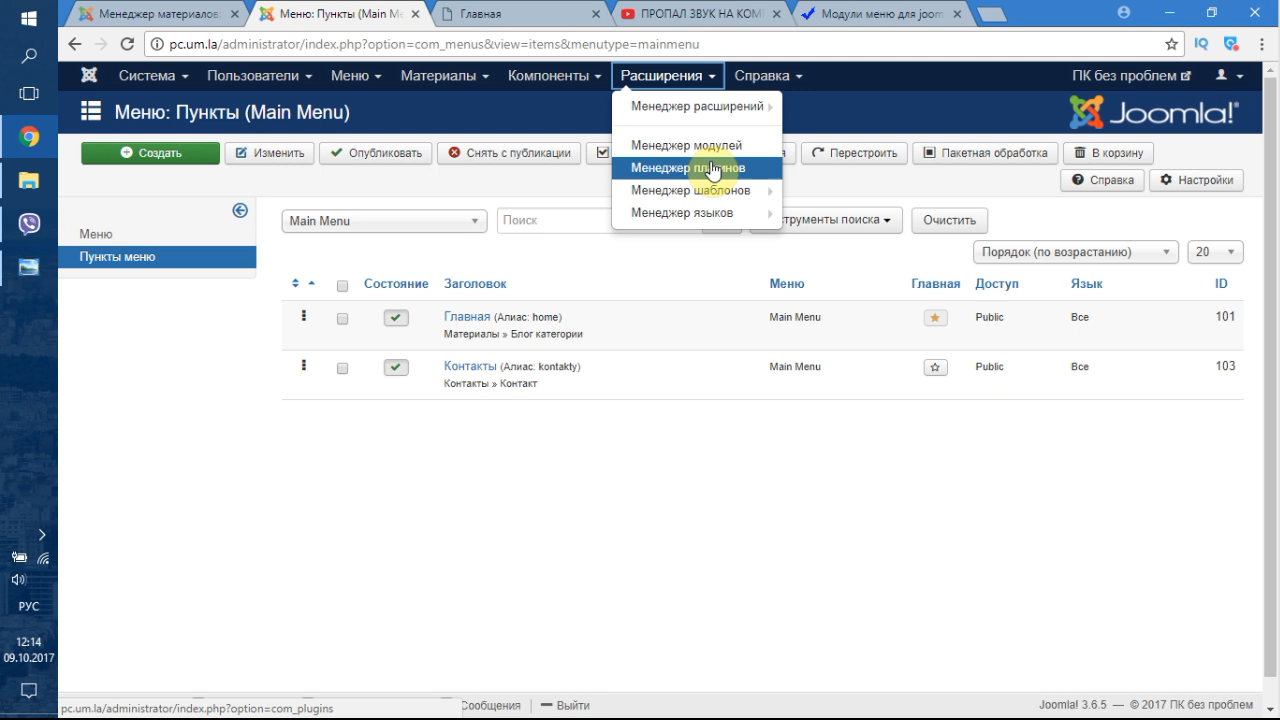 Менеджер материалов:
Меню: Пункты (Main Me
Главная
ПРОПАЛ ЗВУК НА КОМП
Модули меню для joom
pc.um.la/administrator/index.php?option=com_menus&view=items&menutype=mainmenu
IQ
Система Пользователи Меню Материалы Компоненты Расширения Справка ПК без проблем
Меню: Пункты (Main Menu)
Joomla!®
Менеджер расширений
Менеджер модулей
Менеджер плагинов
Менеджер шаблонов
Менеджер языков
Создать Изменить Опубликовать Снять с публикации Перестроить Пакетная обработка В корзину
Справка Настройки
Меню
Пункты меню
Main Menu Поиск трументы поиска Очистить
Порядок (по возрастанию) 20
Состояние Заголовок Меню Главная Доступ Язык ID
Главная (Алиас: home) Main Menu Public Все 101
Материалы » Блог категории
Контакты (Алиас: kontakty) Main Menu Public Все 103
Контакты » Контакт
РУС
12:14
09.10.2017
pc.um.la/administrator/index.php?option=com_plugins
Сообщения Выйти
Joomla! 3.6.5 — © 2017 ПК без проблем